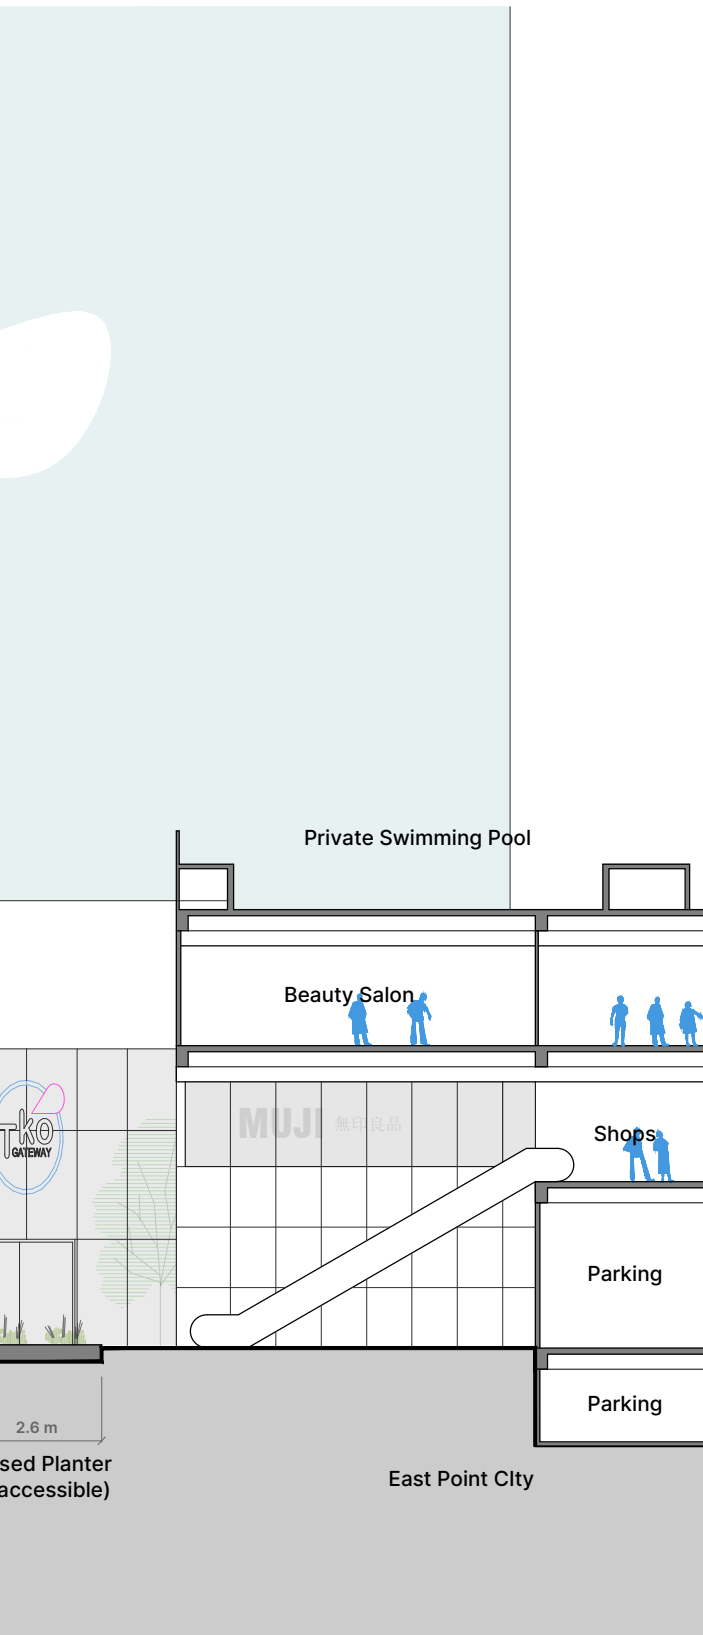 Private Swimming Pool
Beauty Salon
ko
GATEWAY
MUJI 無印良品
Shops
Parking
Parking
2.6 m
sed Planter
accessible)
East Point CIty